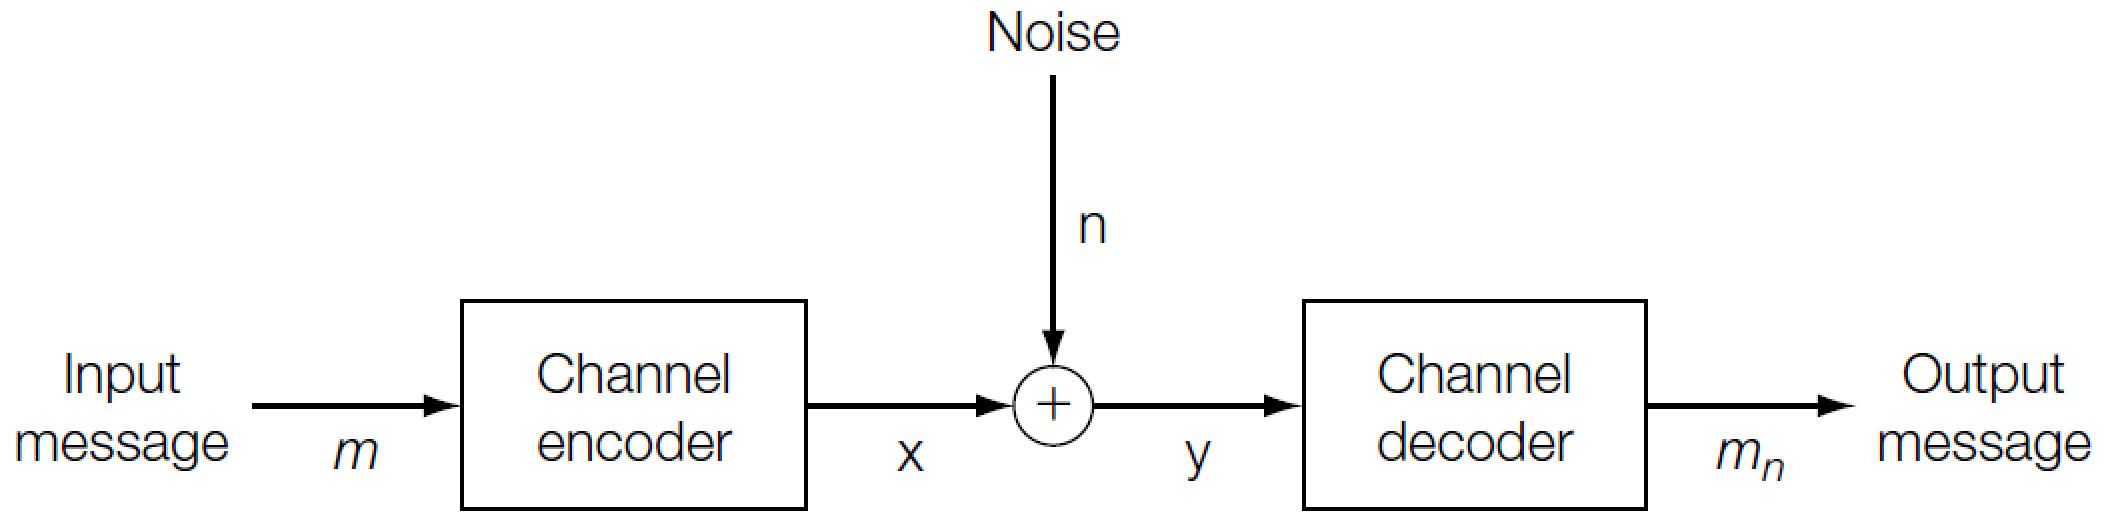 Noise
n
Input
message
m
Channel
encoder
x
+
y
Channel
decoder
mn
Output
message